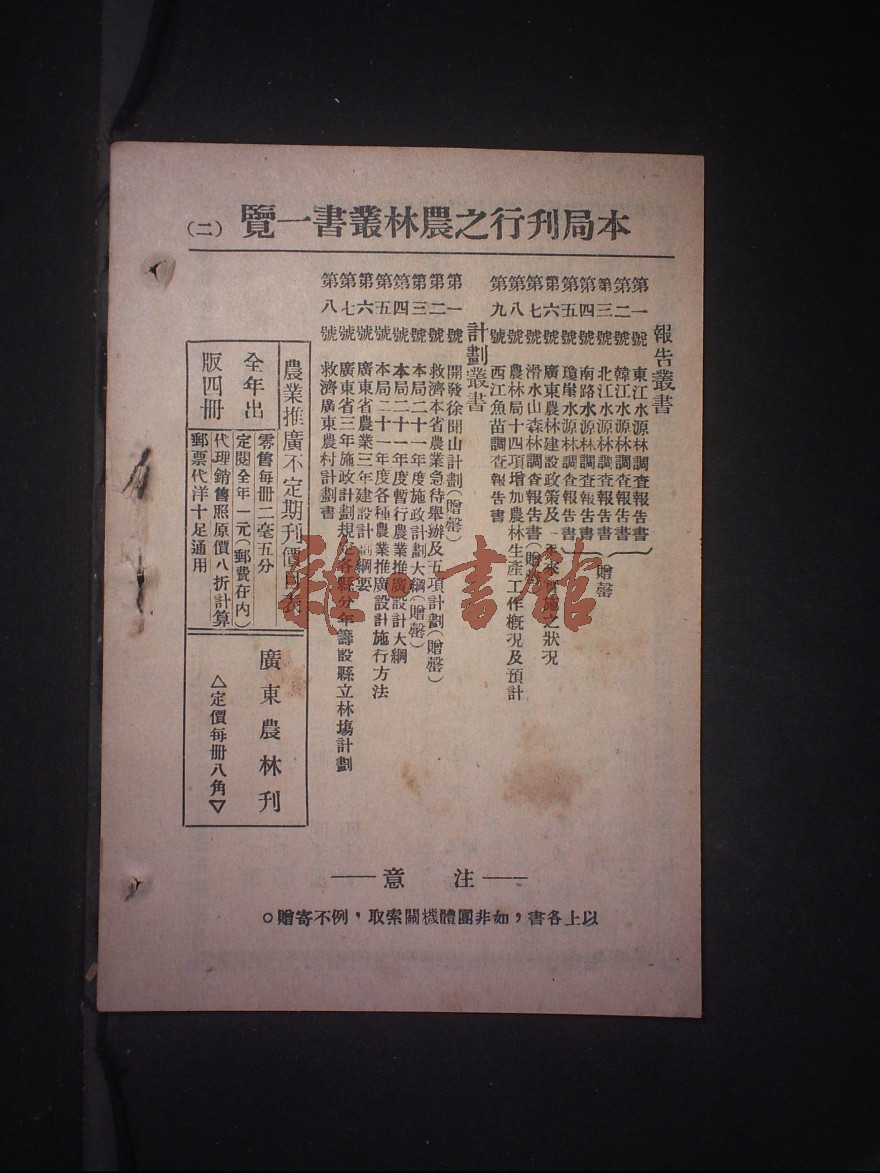 本局刊行之農林叢書一覽（二）
報告叢書
第一號 東江水源林調查報告書
第二號 韓江水源林調查報告書
第三號 北江水源林調查報告書
第四號 南路水源林調查報告書
第五號 瓊崖水源林調查報告書
贈罄
第六號 廣東農林建設政策及 實施之狀況
第七號 滑水山森林調查報告書（贈罄）
第八號 農林局十四項增加農林生產工作概況及預計
第九號 西江魚苗調查報告書
計劃叢書
第一號 開發徐聞山計劃（贈罄）
第二號 救濟本省農業急待舉辦及五項計劃（贈罄）
第三號 本局二十一年度施政計劃大綱（贈罄）
第四號 本局二十一年度暫行農業推廣設計大綱
第五號 本局二十一年度各種農業推廣設計施行方法
第六號 廣東省農業三年建設計劃綱要
第七號 廣東省三年施政計劃規定各縣分年籌設縣立林場計劃
第八號 救濟廣東農村計劃書
農業推廣不定期刊價目表
全年出
版四冊
零售每冊二毫五分
定閱全年一元（郵費在內）
代理銷售照原價八折計算
郵票代洋十足通用
廣東農林刊
△定價每冊八角▽
——注意——
以上各書，如非團體機關索取，例不寄贈。
雜·書館